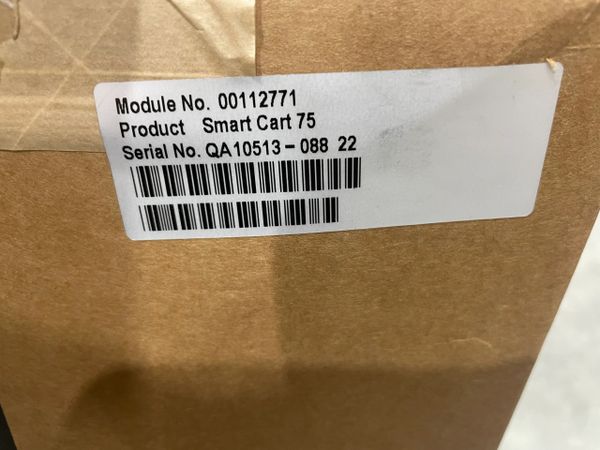 Module No. 00112771
Product Smart Cart 75
Serial No. QA10513-088 22